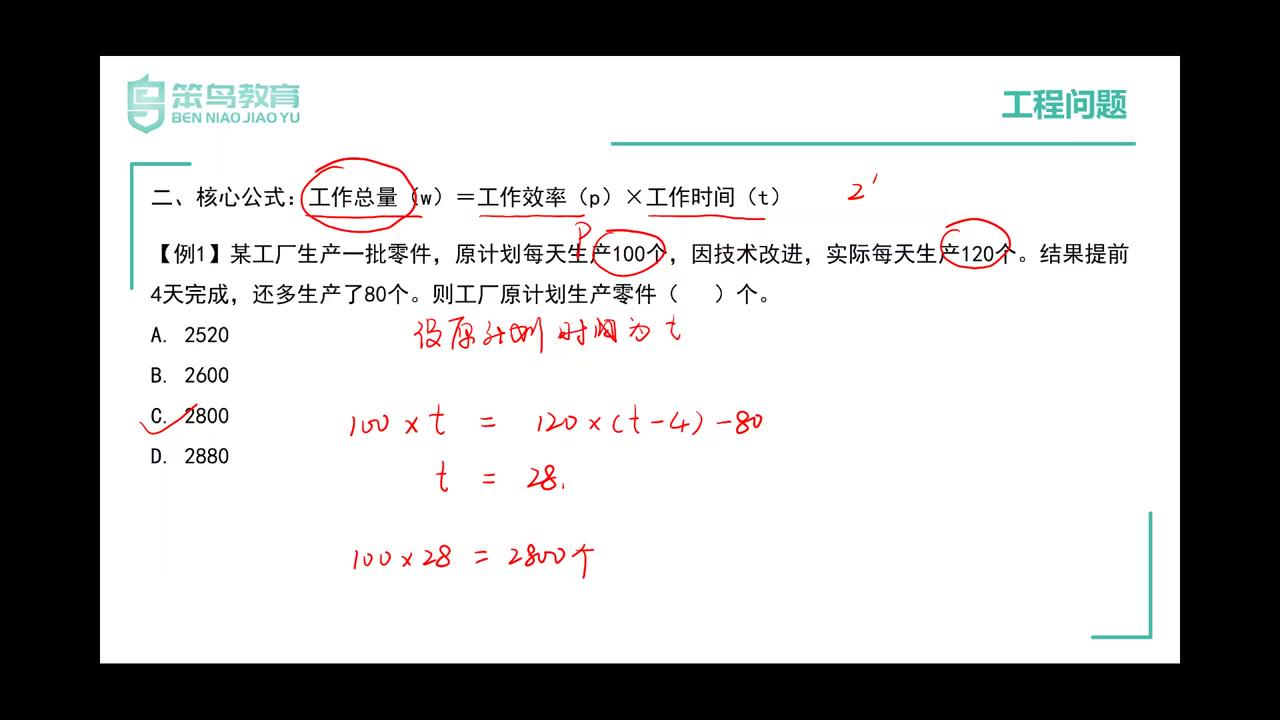 笨鸟教育
BEN NIAO JIAO YU
工程问题
二、核心公式：工作总量（w）＝工作效率（p）×工作时间（t）
2'
P
【例1】某工厂生产一批零件，原计划每天生产100个，因技术改进，实际每天生产120个。结果提前
4天完成，还多生产了80个。则工厂原计划生产零件（ ）个。
设原计划时间为t
A. 2520
B. 2600
C. 2800
D. 2880
100×t = 120×(t-4)-80
t = 28.
100×28 = 2800个